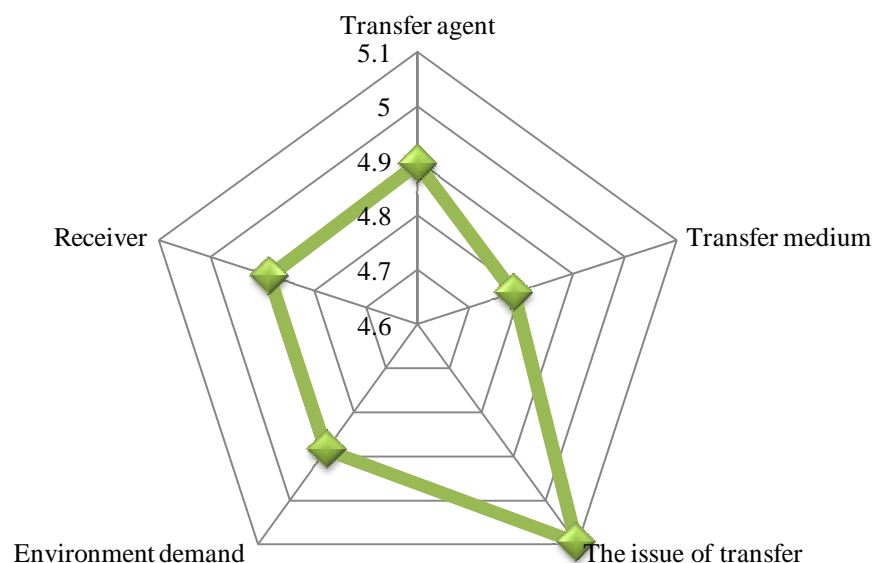 Transfer agent
5.1
5
4.9
4.8
4.7
4.6
Receiver
Transfer medium
Environment demand
The issue of transfer